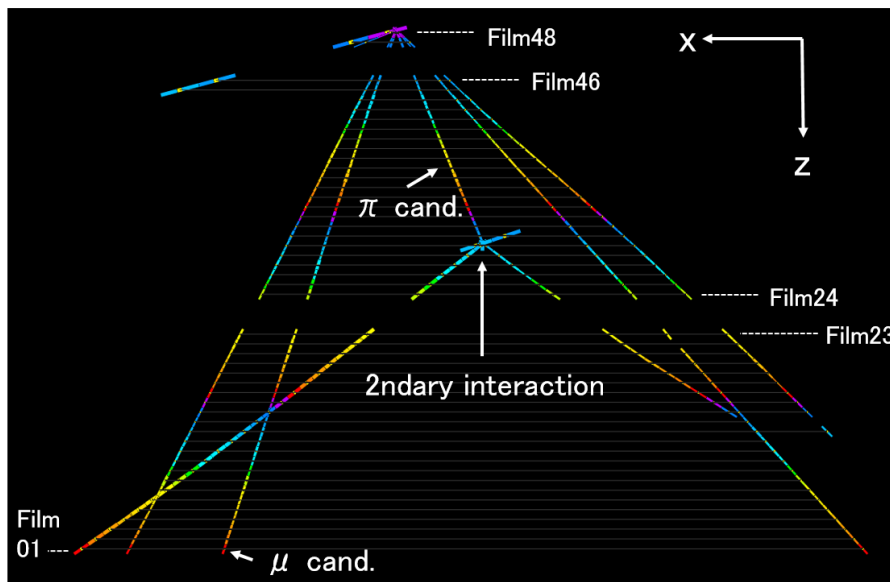 Film48
X
Film46
Z
π cand.
Film24
Film23
2ndary interaction
Film
01
μ cand.